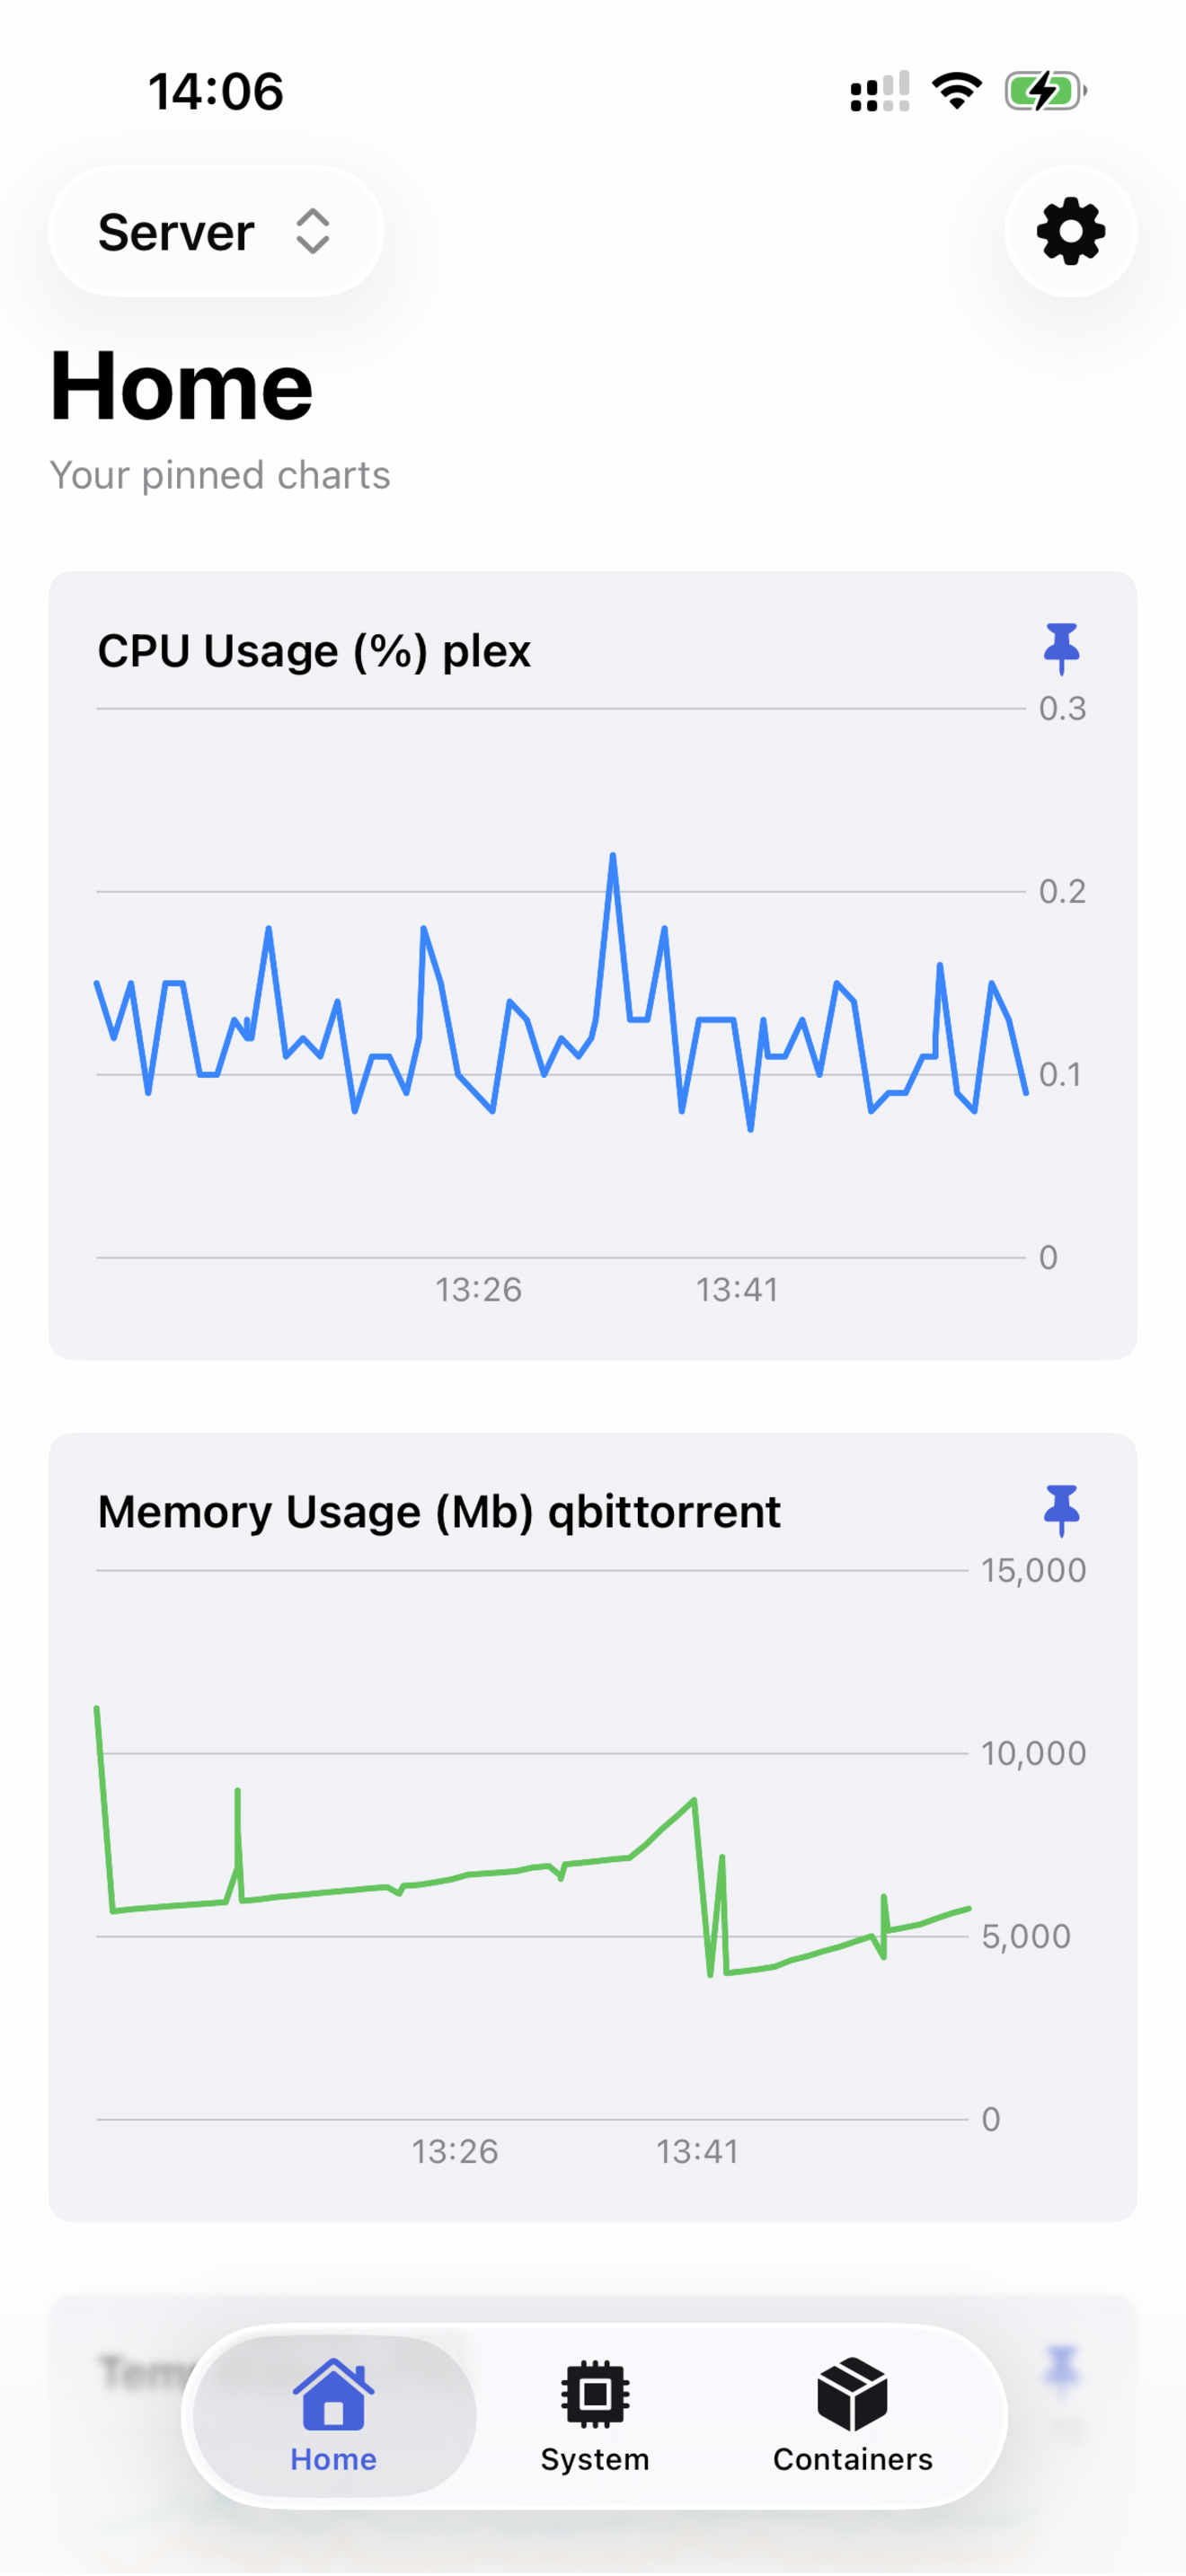 14:06
Server
Home
Your pinned charts
CPU Usage (%) plex
0.3
0.2
0.1
0
13:26 13:41
Memory Usage (Mb) qbittorrent
15,000
10,000
5,000
0
13:26 13:41
Home System Containers